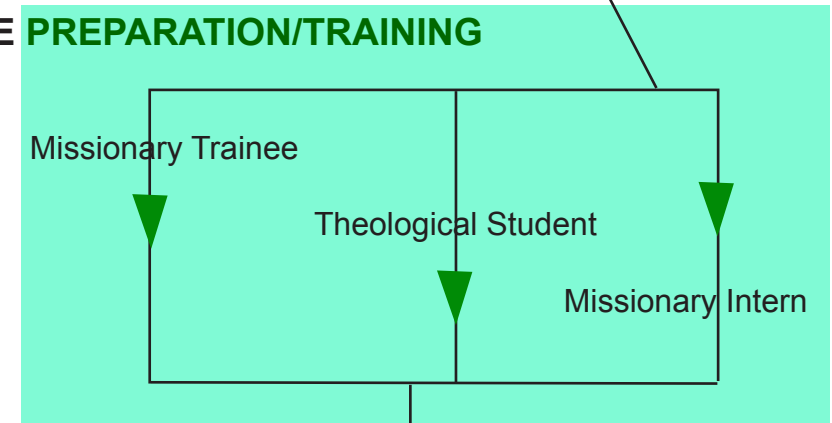 E PREPARATION/TRAINING
Missionary Trainee
Theological Student
Missionary Intern